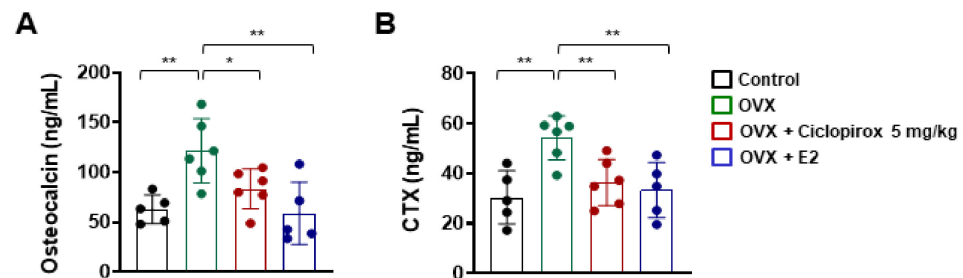 A
Osteocalcin (ng/mL)
200
150
100
50
0
**
*
**
B
CTX (ng/mL)
80
60
40
20
0
**
**
**
Control
OVX
OVX + Ciclopirox 5 mg/kg
OVX + E2